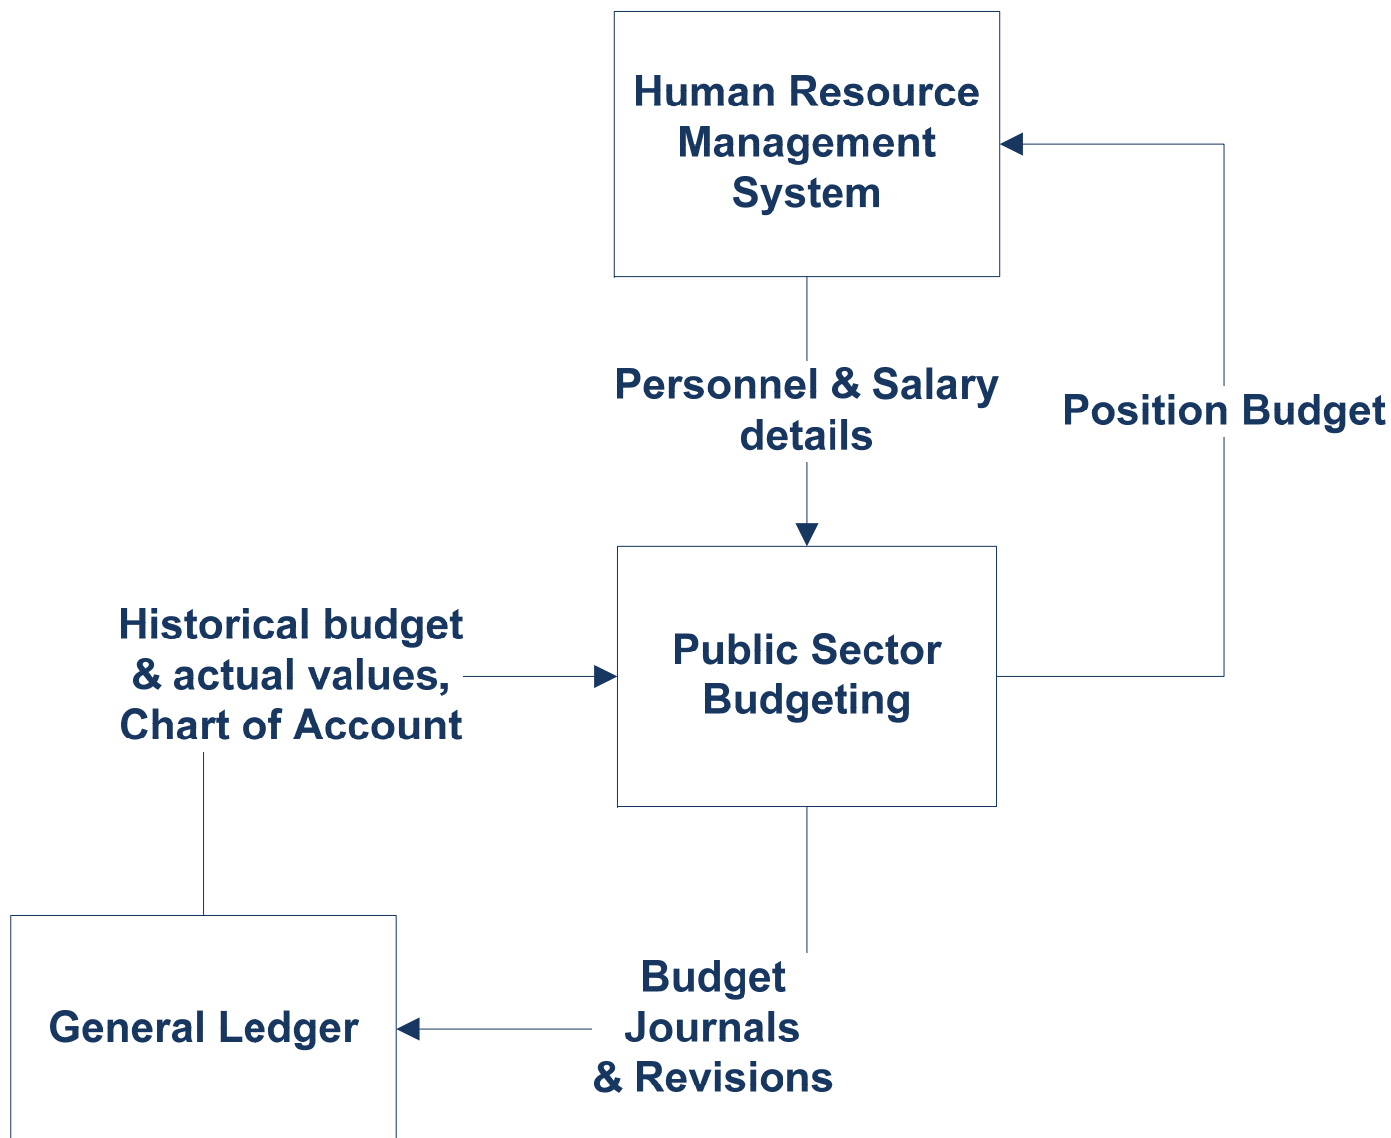 Human Resource
Management
System
Personnel & Salary
details
Position Budget
Historical budget
& actual values,
Chart of Account
Public Sector
Budgeting
General Ledger
Budget
Journals
& Revisions